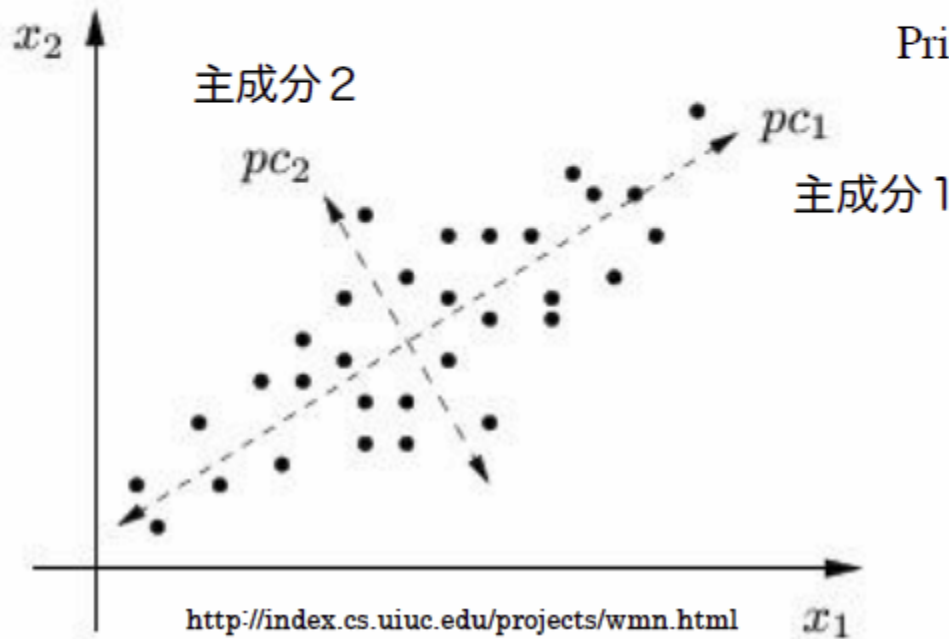 x₂
Pri
主成分２
pc₁
pc₂
主成分１
http://index.cs.uiuc.edu/projects/wmn.html
x₁